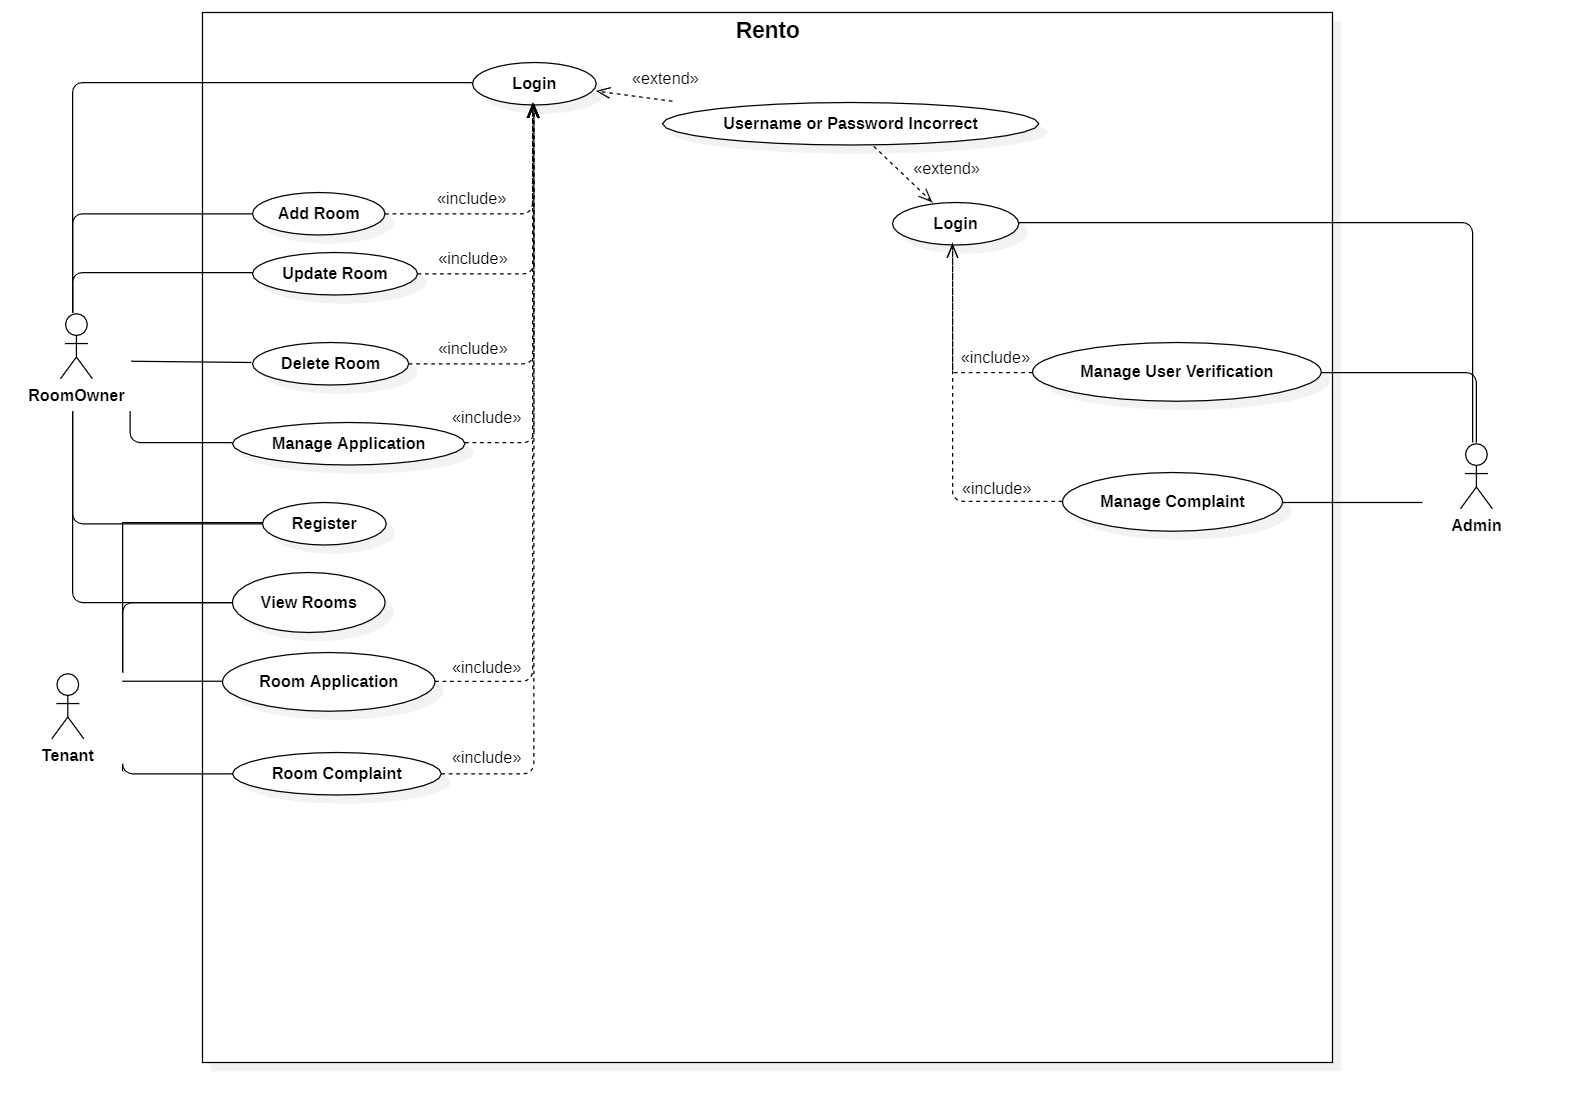 Rento
Login
«extend»
Username or Password Incorrect
«extend»
Add Room
«include»
Login
Update Room
«include»
Delete Room
«include»
«include»
Manage User Verification
RoomOwner
Manage Application
«include»
«include»
Manage Complaint
Register
Admin
View Rooms
Room Application
«include»
Tenant
Room Complaint
«include»